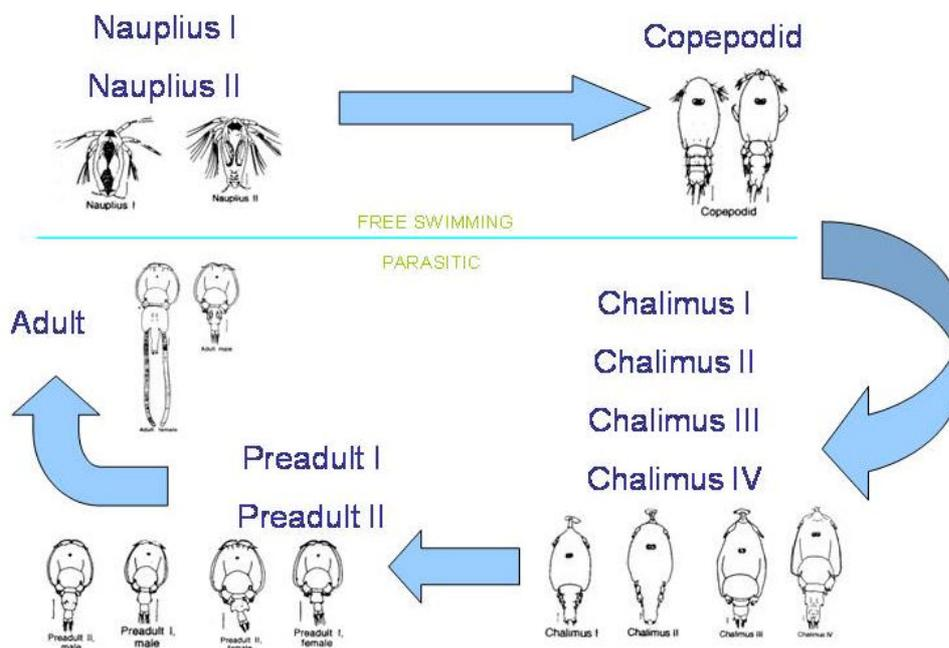 Nauplius I
Nauplius II
Nauplius I
Nauplius II
Copepodid
Copepodid
FREE SWIMMING
PARASITIC
Adult
Adult female
Adult male
Chalimus I
Chalimus II
Chalimus III
Chalimus IV
Chalimus I
Chalimus II
Chalimus III
Chalimus IV
Preadult I
Preadult II
Preadult II,
male
Preadult I,
male
Preadult II,
female
Preadult I,
female